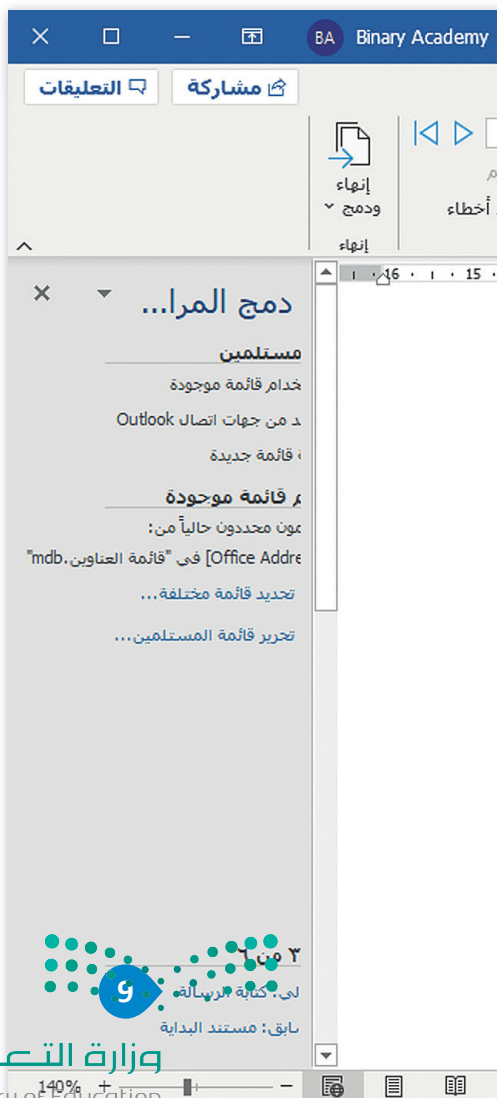 BA Binary Academy
مشاركة
التعليقات
إنهاء
ودمج
أخطاء
إنهاء
16 · ı · 15
دمج المرا...
مستلمين
خدام قائمة موجودة
د من جهات اتصال Outlook
قائمة جديدة
م قائمة موجودة
مون محددون حالياً من:
Office Addre] في "قائمة العناوين.mdb"
تحديد قائمة مختلفة...
تحرير قائمة المستلمين...
٣ من ٦
لي: كتابة الرسالة
سابق: مستند البداية
9
وزارة التع
140%